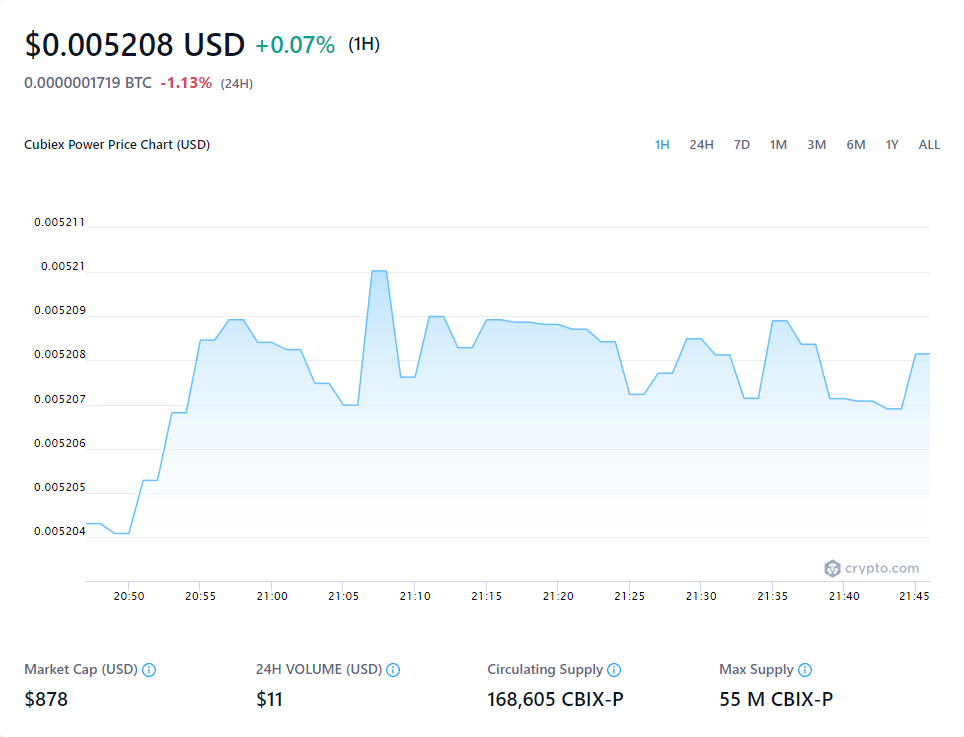 $0.005208 USD +0.07% (1H)
0.0000001719 BTC -1.13% (24H)
Cubiex Power Price Chart (USD) 1H 24H 7D 1M 3M 6M 1Y ALL
0.005211
0.00521
0.005209
0.005208
0.005207
0.005206
0.005205
0.005204
crypto.com
20:50 20:55 21:00 21:05 21:10 21:15 21:20 21:25 21:30 21:35 21:40 21:45
Market Cap (USD) 24H VOLUME (USD) Circulating Supply Max Supply
$878 $11 168,605 CBIX-P 55 M CBIX-P